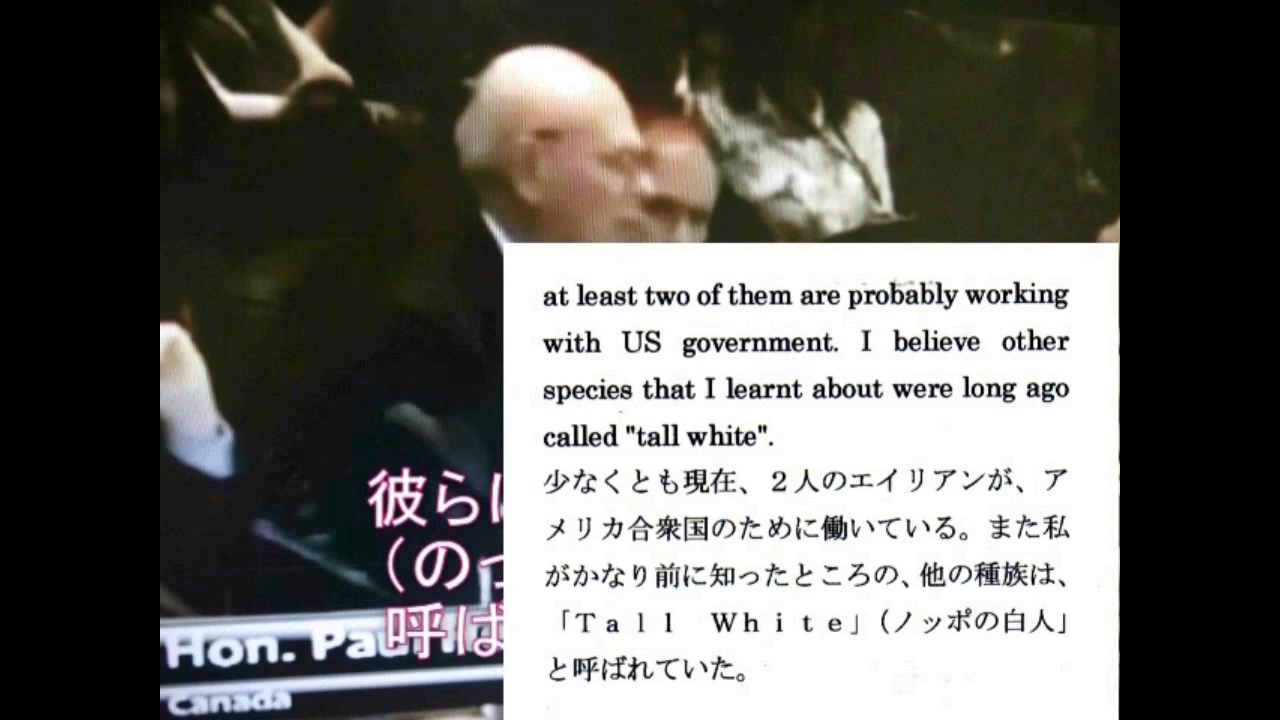 at least two of them are probably working
with US government. I believe other
species that I learnt about were long ago
called "tall white".
少なくとも現在、２人のエイリアンが、ア
メリカ合衆国のために働いている。また私
がかなり前に知ったところの、他の種族は、
「Ｔａｌｌ　Ｗｈｉｔｅ」（ノッポの白人」
と呼ばれていた。
彼らは
（のっ
呼ば
Hon. Paul
Canada